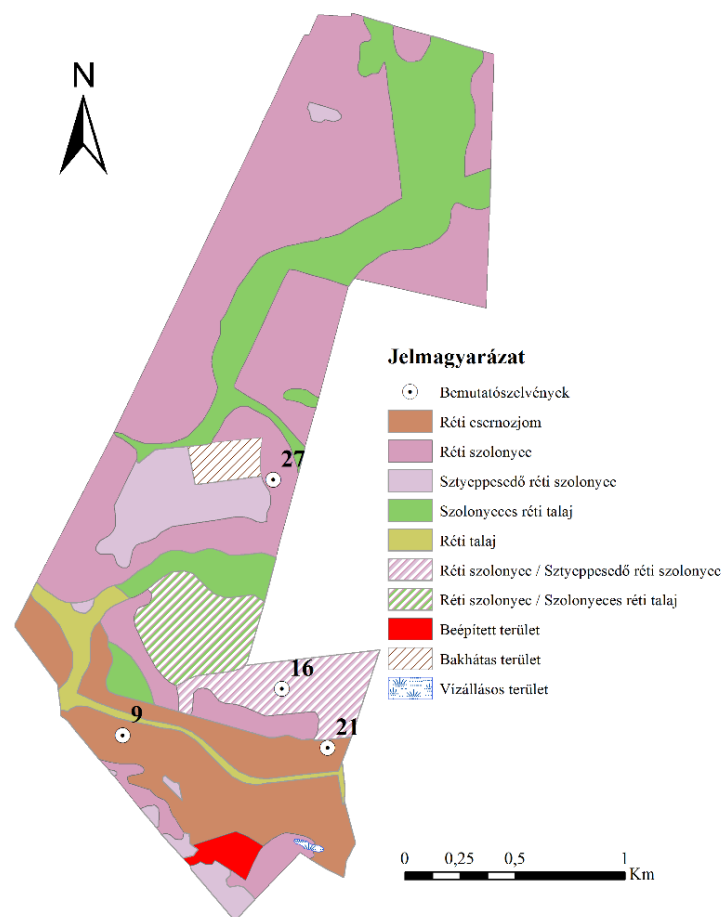 N
Jelmagyarázat
Bemutatószelvények
Réti csernozjom
Réti szolonyec
Sztyeppesedő réti szolonyec
Szolonyeces réti talaj
Réti talaj
Réti szolonyec / Sztyeppesedő réti szolonyec
Réti szolonyec / Szolonyeces réti talaj
Beépített terület
Bakhátas terület
Vízállásos terület
27
16
9
21
0 0,25 0,5 1
Km